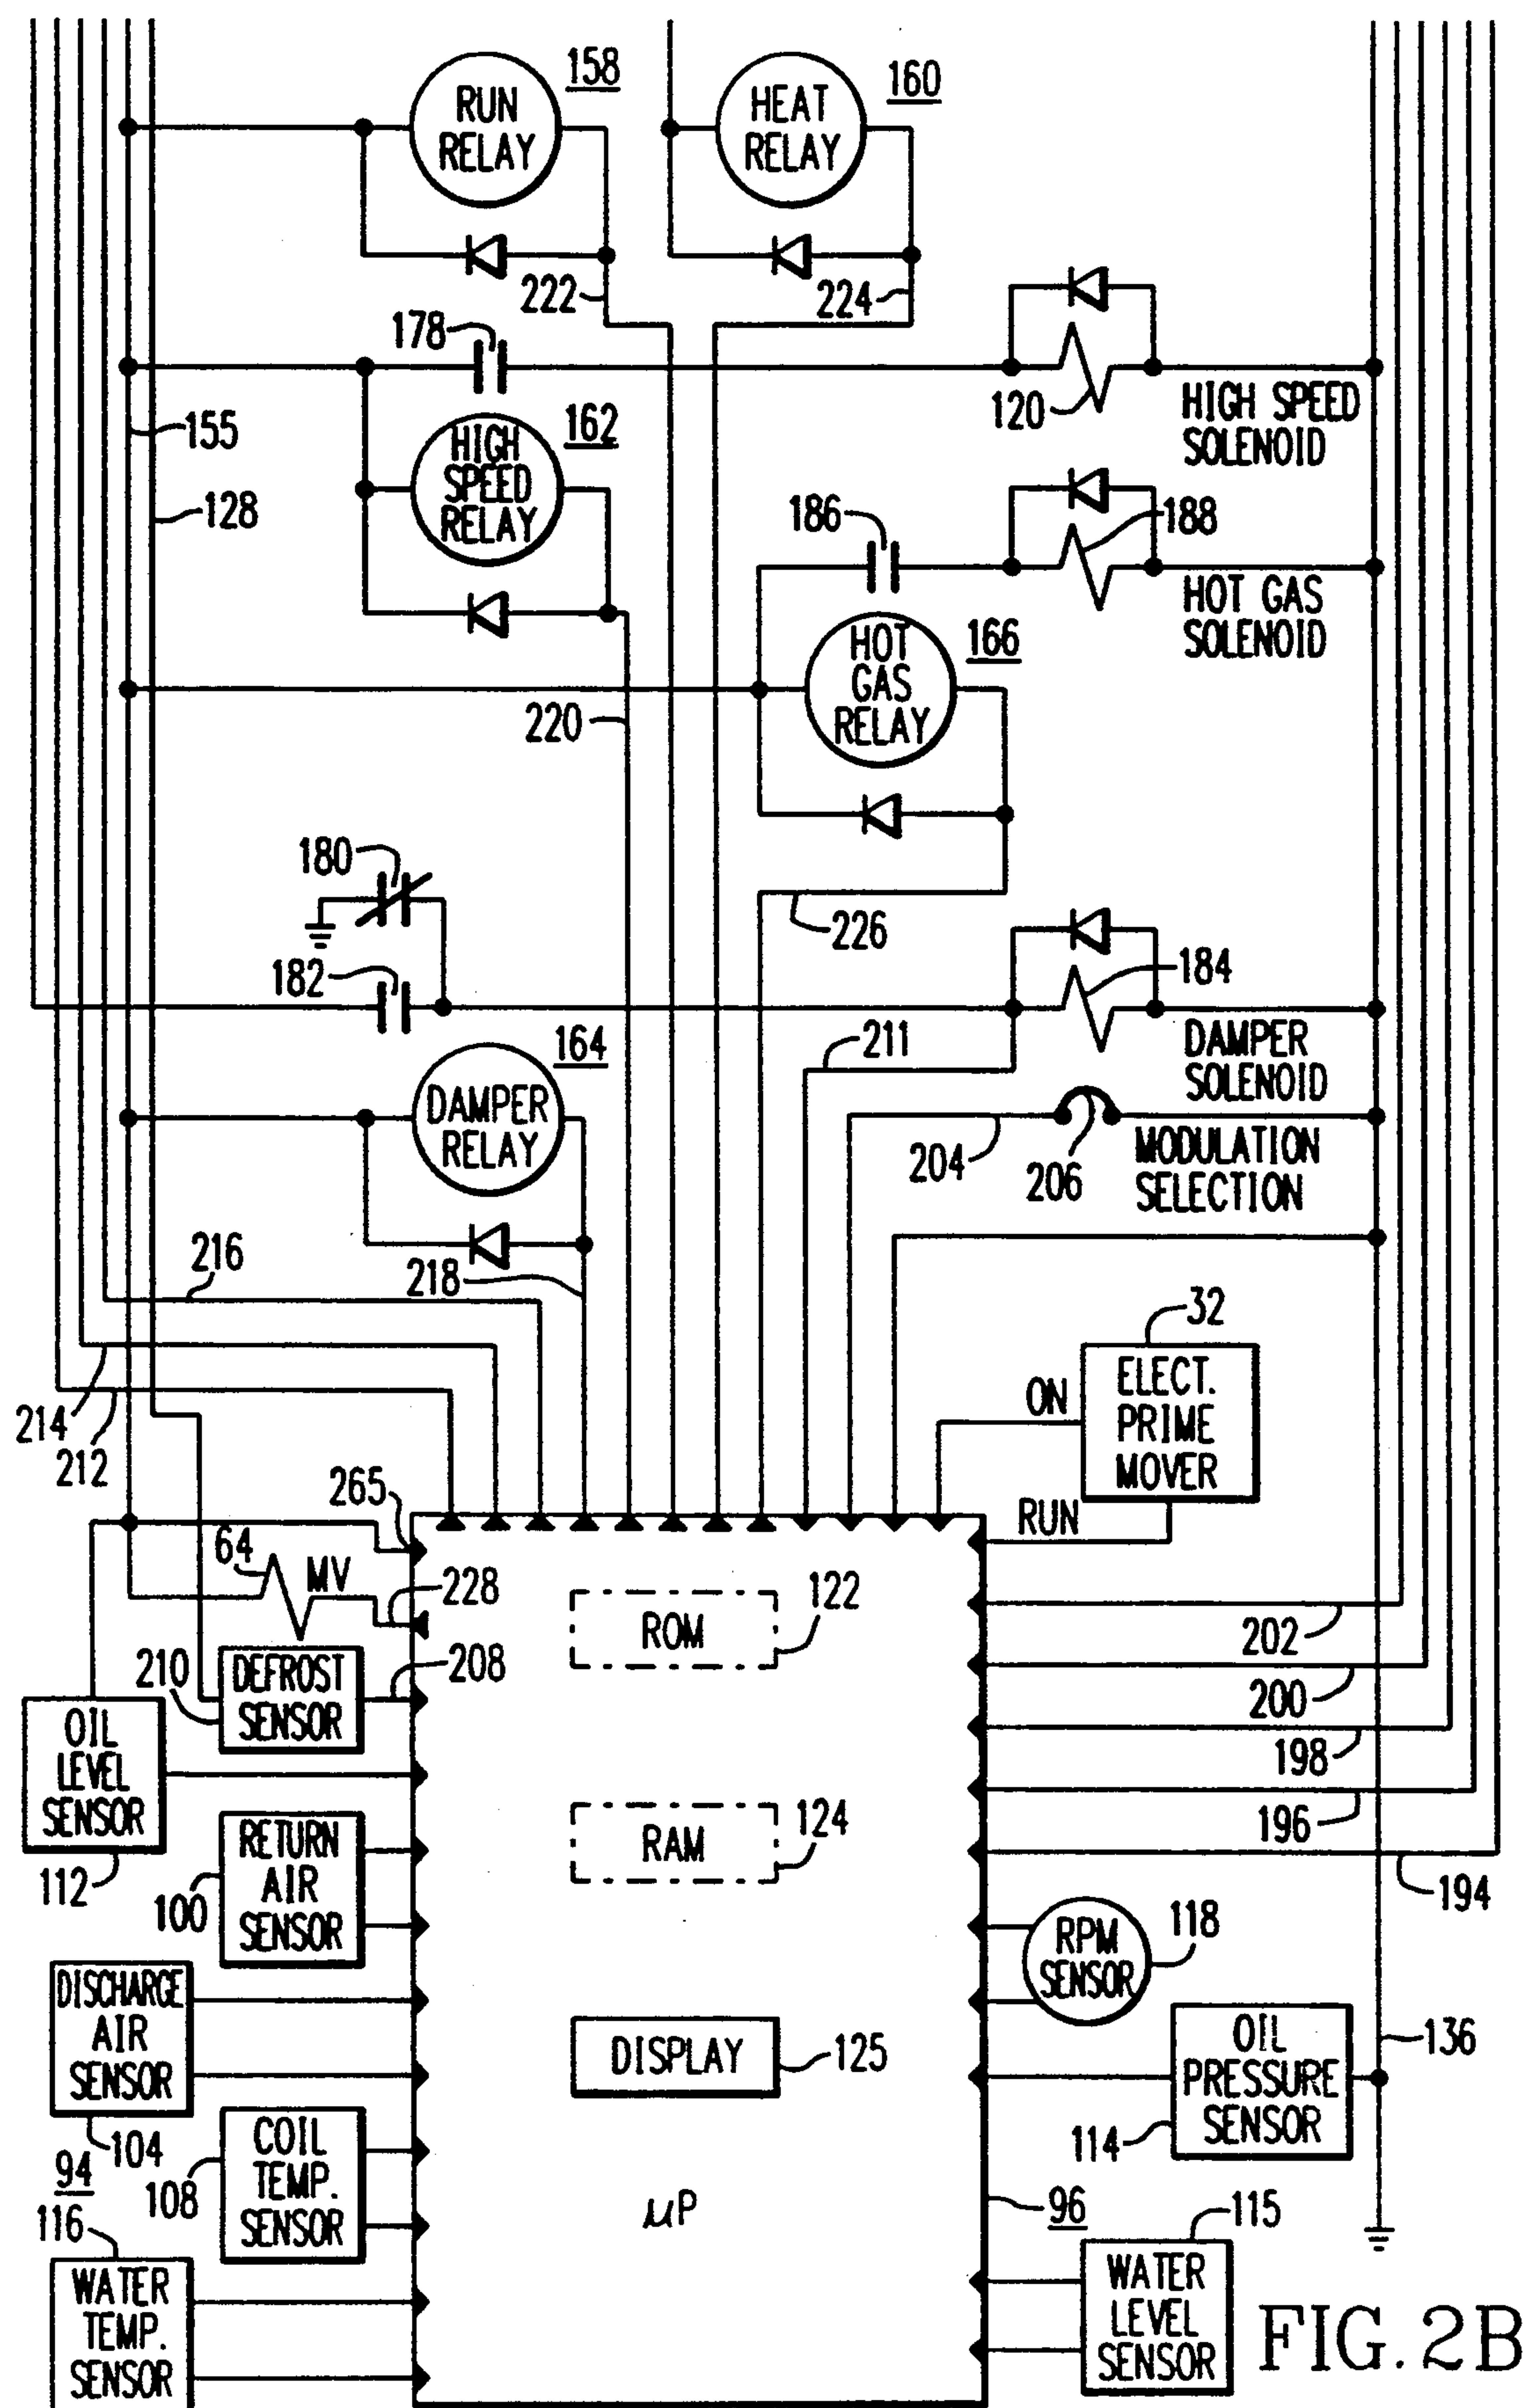 158
RUN
RELAY
160
HEAT
RELAY
222
224
178
120
HIGH SPEED
SOLENOID
155
162
HIGH
SPEED
RELAY
128
186
188
HOT GAS
SOLENOID
166
HOT
GAS
RELAY
220
180
226
182
184
211
DAMPER
SOLENOID
164
DAMPER
RELAY
204
206
MODULATION
SELECTION
216
218
32
ELECT.
PRIME
MOVER
ON
214
212
265
RUN
64
MV
228
ROM
122
202
210
DEFROST
SENSOR
208
200
OIL
LEVEL
SENSOR
198
112
RETURN
AIR
SENSOR
100
RAM
124
196
194
RPM
SENSOR
118
DISCHARGE
AIR
SENSOR
104
DISPLAY
125
OIL
PRESSURE
SENSOR
114
136
94
COIL
TEMP.
SENSOR
108
μP
96
116
WATER
TEMP.
SENSOR
115
WATER
LEVEL
SENSOR
FIG. 2B